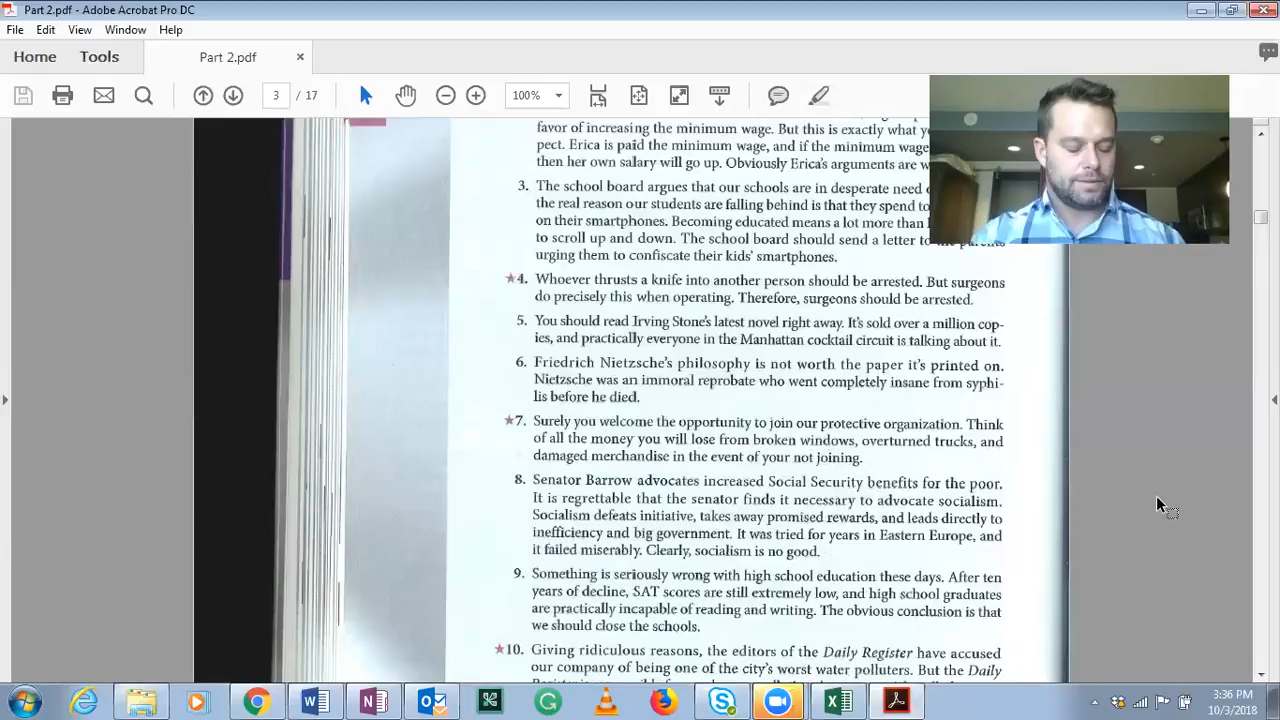 Part 2.pdf - Adobe Acrobat Pro DC
File Edit View Window Help
Home Tools Part 2.pdf ×
3 / 17 100%
favor of increasing the minimum wage. But this is exactly what
pect. Erica is paid the minimum wage, and if the minimum wage
then her own salary will go up. Obviously Erica's arguments are
3. The school board argues that our schools are in desperate need
the real reason our students are falling behind is that they spend
on their smartphones. Becoming educated means a lot more than
to scroll up and down. The school board should send a letter to the parents
urging them to confiscate their kids' smartphones.
★4. Whoever thrusts a knife into another person should be arrested. But surgeons
do precisely this when operating. Therefore, surgeons should be arrested.
5. You should read Irving Stone's latest novel right away. It's sold over a million cop-
ies, and practically everyone in the Manhattan cocktail circuit is talking about it.
6. Friedrich Nietzsche's philosophy is not worth the paper it's printed on.
Nietzsche was an immoral reprobate who went completely insane from syphi-
lis before he died.
★7. Surely you welcome the opportunity to join our protective organization. Think
of all the money you will lose from broken windows, overturned trucks, and
damaged merchandise in the event of your not joining.
8. Senator Barrow advocates increased Social Security benefits for the poor.
It is regrettable that the senator finds it necessary to advocate socialism.
Socialism defeats initiative, takes away promised rewards, and leads directly to
inefficiency and big government. It was tried for years in Eastern Europe, and
it failed miserably. Clearly, socialism is no good.
9. Something is seriously wrong with high school education these days. After ten
years of decline, SAT scores are still extremely low, and high school graduates
are practically incapable of reading and writing. The obvious conclusion is that
we should close the schools.
★10. Giving ridiculous reasons, the editors of the Daily Register have accused
our company of being one of the city's worst water polluters. But the Daily
3:36 PM
10/3/2018